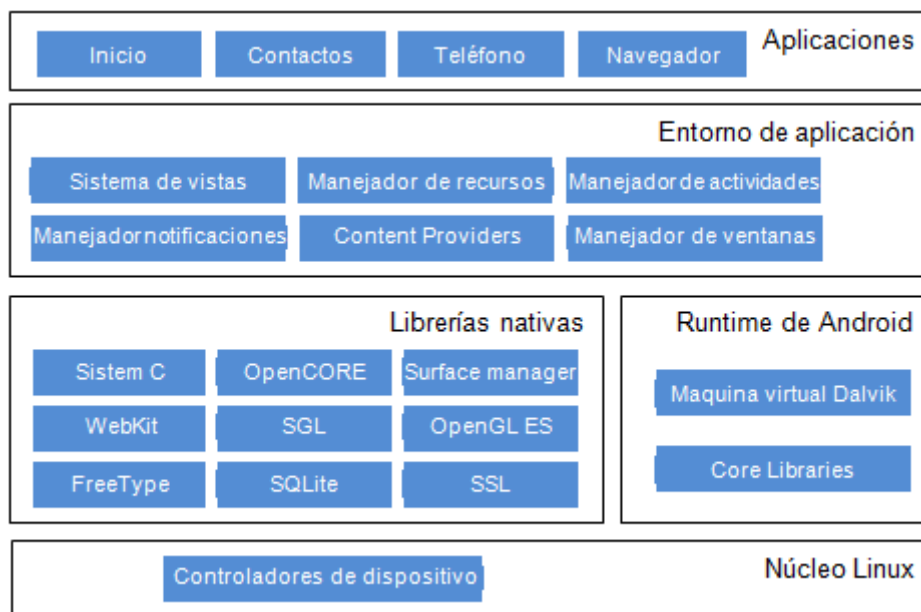 Aplicaciones
Inicio
Contactos
Teléfono
Navegador
Entorno de aplicación
Sistema de vistas
Manejador de recursos
Manejador de actividades
Manejador notificaciones
Content Providers
Manejador de ventanas
Librerías nativas
Sistem C
OpenCORE
Surface manager
WebKit
SGL
OpenGL ES
FreeType
SQLite
SSL
Runtime de Android
Maquina virtual Dalvik
Core Libraries
Núcleo Linux
Controladores de dispositivo